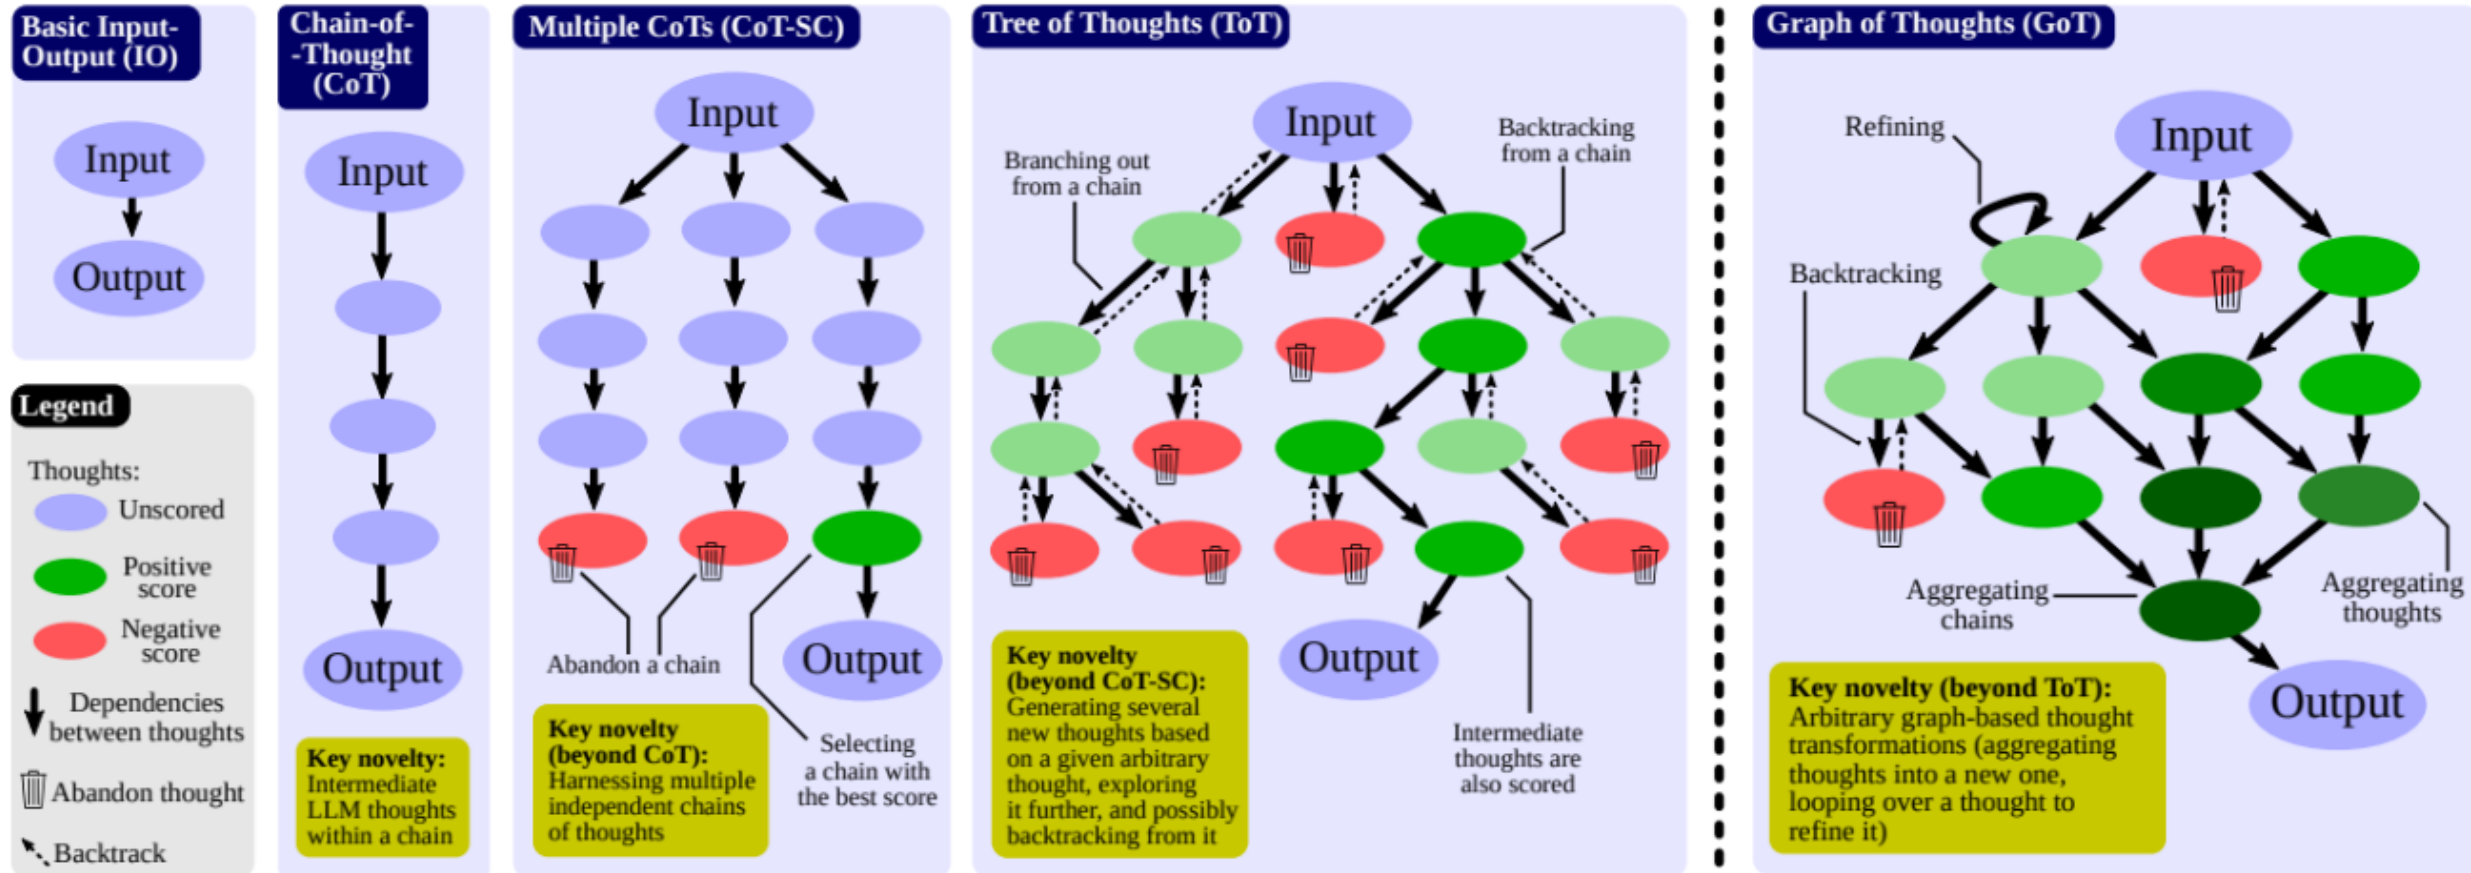 Basic Input-
Output (IO)
Input
Output
Legend
Thoughts:
Unscored
Positive
score
Negative
score
Dependencies
between thoughts
Abandon thought
Backtrack
Chain-of-
-Thought
(CoT)
Input
Output
Key novelty:
Intermediate
LLM thoughts
within a chain
Multiple CoTs (CoT-SC)
Input
Abandon a chain
Output
Key novelty
(beyond CoT):
Harnessing multiple
independent chains
of thoughts
Selecting
a chain with
the best score
Tree of Thoughts (ToT)
Input
Branching out
from a chain
Backtracking
from a chain
Output
Key novelty
(beyond CoT-SC):
Generating several
new thoughts based
on a given arbitrary
thought, exploring
it further, and possibly
backtracking from it
Intermediate
thoughts are
also scored
Graph of Thoughts (GoT)
Refining
Input
Backtracking
Aggregating
chains
Aggregating
thoughts
Output
Key novelty (beyond ToT):
Arbitrary graph-based thought
transformations (aggregating
thoughts into a new one,
looping over a thought to
refine it)